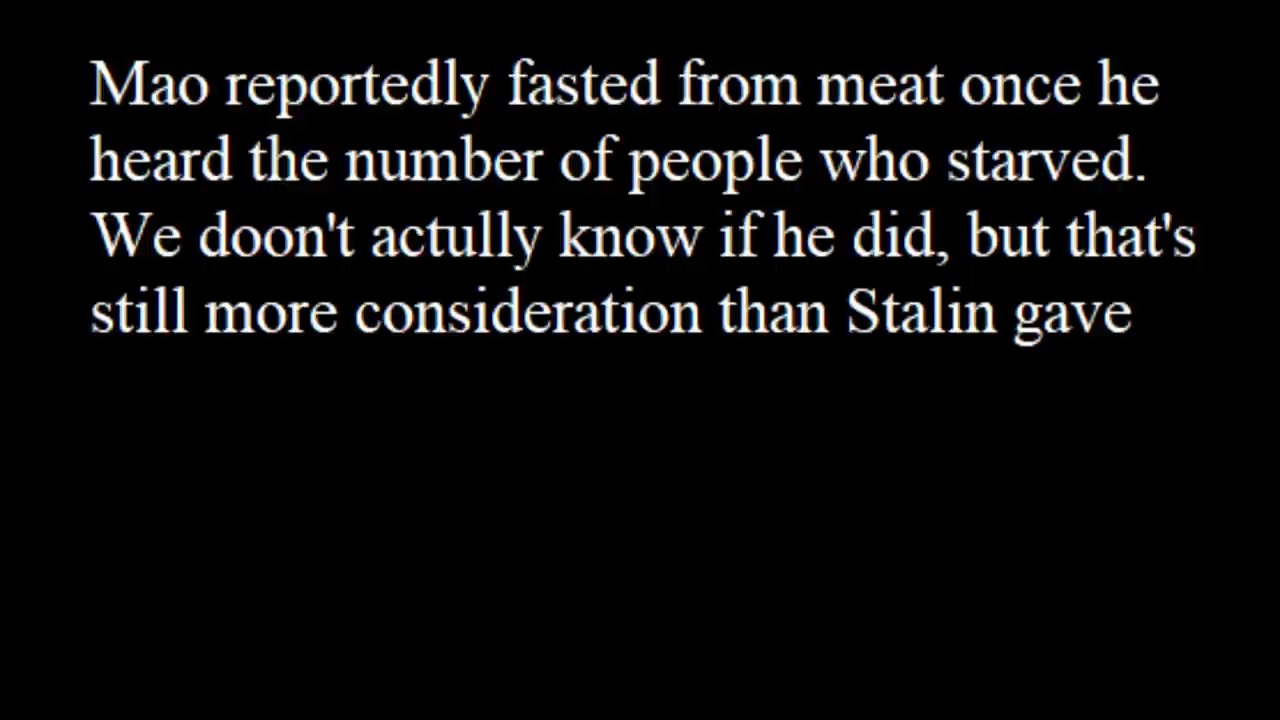 Mao reportedly fasted from meat once he
heard the number of people who starved.
We doon't actully know if he did, but that's
still more consideration than Stalin gave